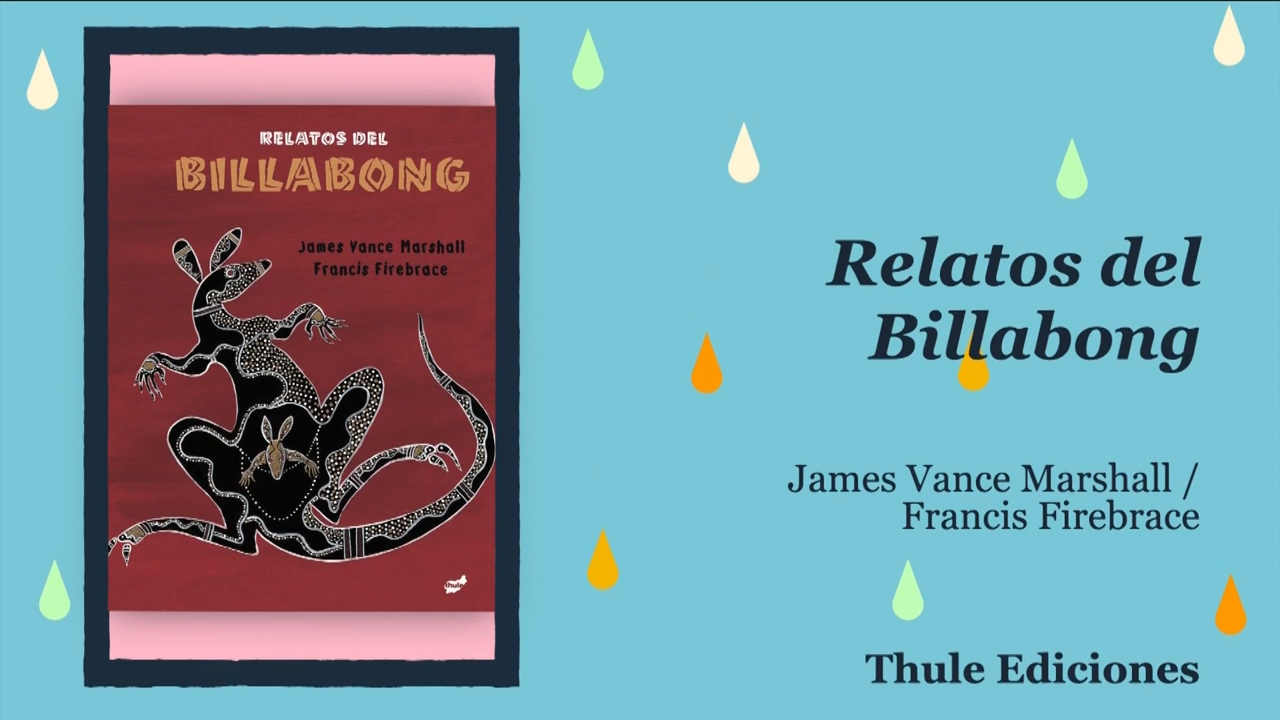 RELATOS DEL
BILLABONG
James Vance Marshall
Francis Firebrace
thule
Relatos del
Billabong
James Vance Marshall /
Francis Firebrace
Thule Ediciones